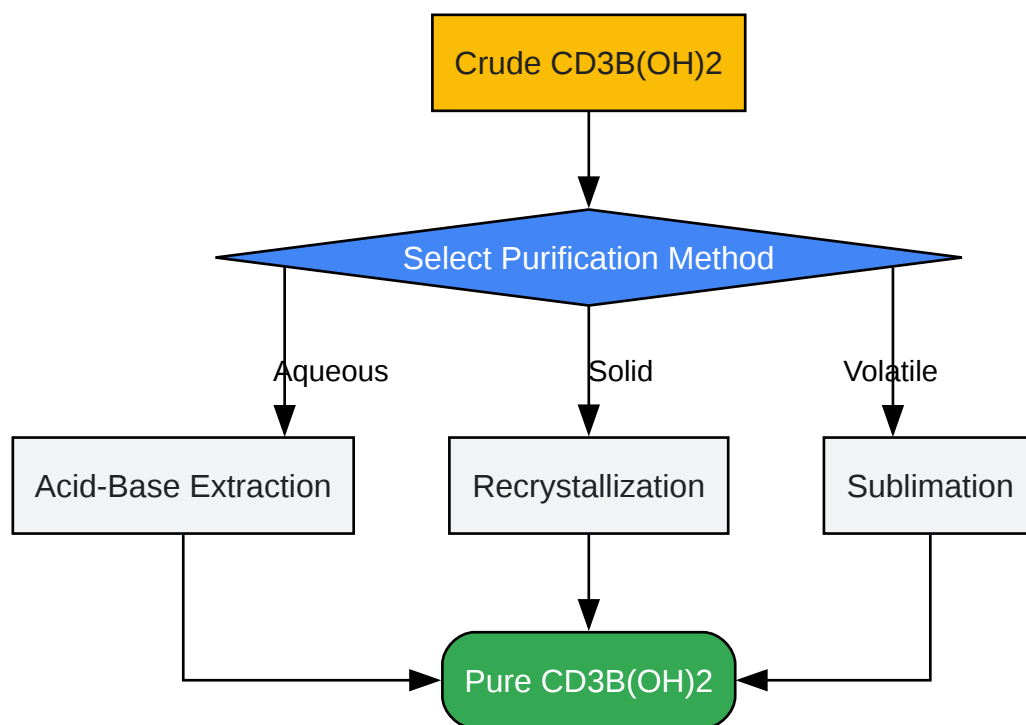 Crude CD3B(OH)2
Select Purification Method
Aqueous
Solid
Volatile
Acid-Base Extraction
Recrystallization
Sublimation
Pure CD3B(OH)2